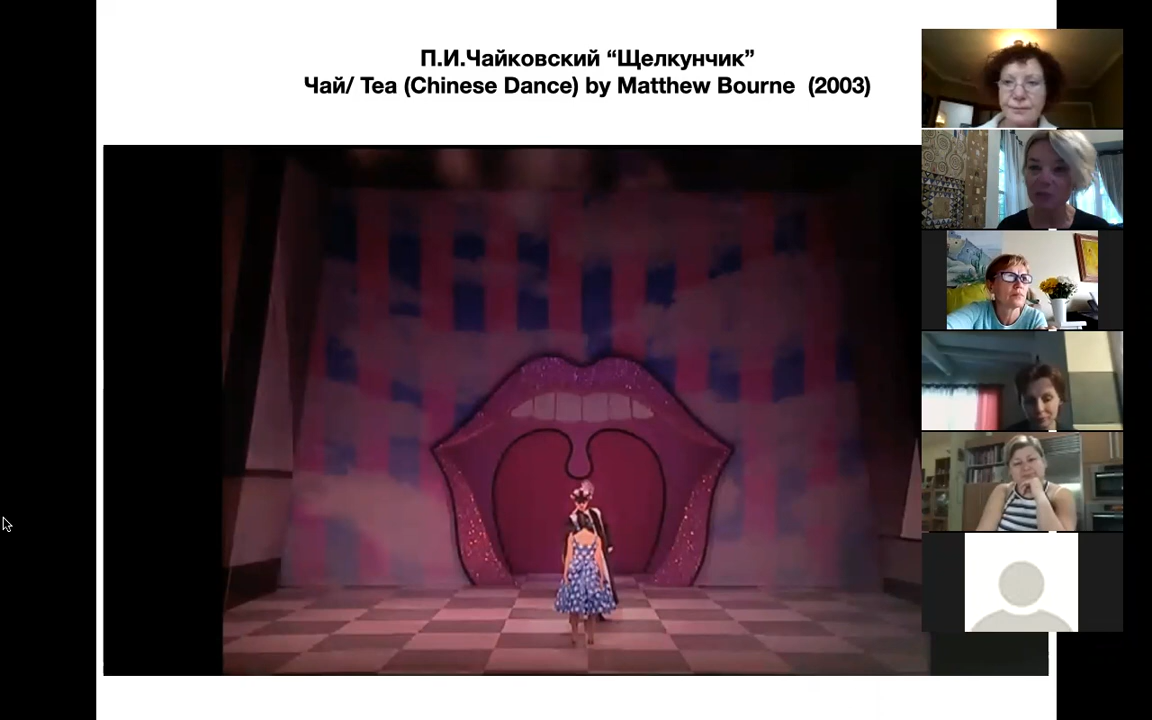 П.И.Чайковский “Щелкунчик”
Чай/ Tea (Chinese Dance) by Matthew Bourne (2003)